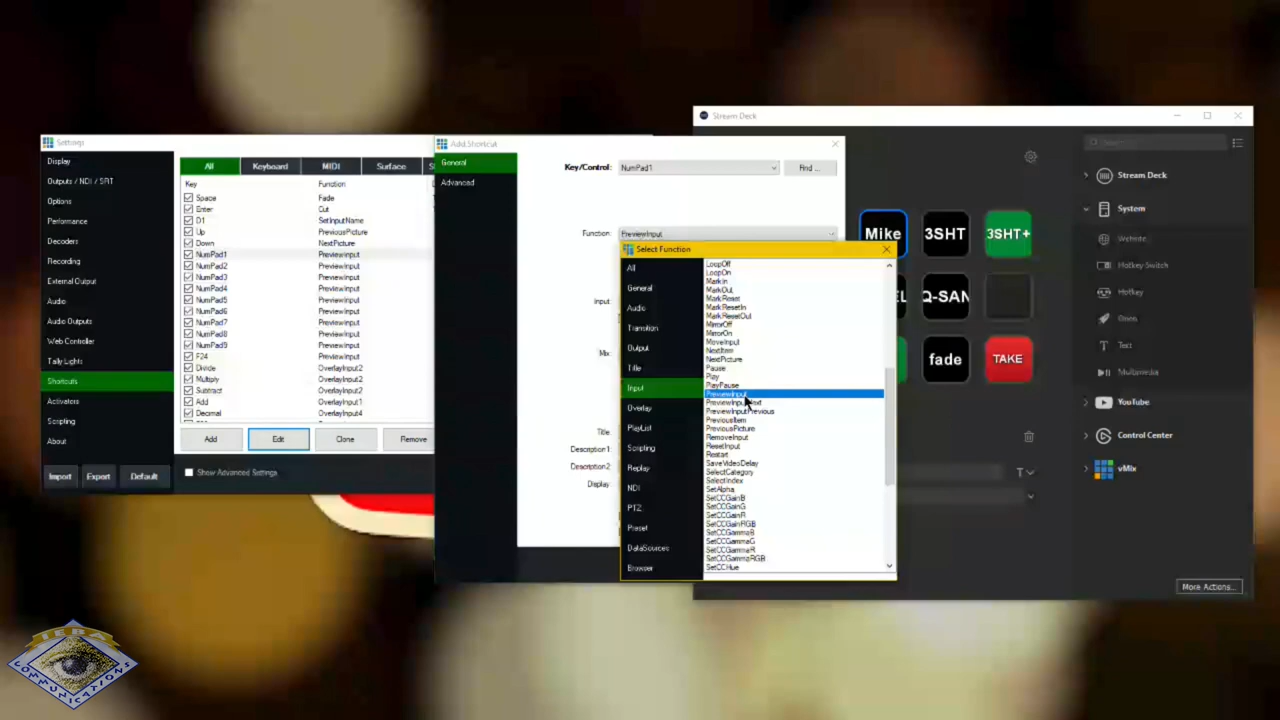 Settings
Display
Outputs / NDI / SRT
Options
Performance
Decoders
Recording
External Output
Audio
Audio Outputs
Web Controller
Tally Lights
Shortcuts
Activators
Scripting
About
Import Export Default
All Keyboard MIDI Surface
Key Function
Space Fade
Enter Cut
D1 SetInputName
Up PreviousPicture
Down NextPicture
NumPad1 PreviewInput
NumPad2 PreviewInput
NumPad3 PreviewInput
NumPad4 PreviewInput
NumPad5 PreviewInput
NumPad6 PreviewInput
NumPad7 PreviewInput
NumPad8 PreviewInput
NumPad9 PreviewInput
F24 PreviewInput
Divide OverlayInput2
Multiply OverlayInput2
Subtract OverlayInput2
Add OverlayInput1
Decimal OverlayInput4
Add Edit Clone Remove
Show Advanced Settings
Add Shortcut
General
Advanced
Key/Control: NumPad1 Find ...
Function: PreviewInput
Input:
Mix:
Title:
Description1:
Description2:
Display:
Select Function
All
General
Audio
Transition
Output
Title
Input
Overlay
PlayList
Scripting
Replay
NDI
PTZ
Preset
DataSources
Browser
LoopOff
LoopOn
MarkIn
MarkOut
MarkReset
MarkResetIn
MarkResetOut
MirrorOff
MirrorOn
MoveInput
NextItem
NextPicture
Pause
Play
PlayPause
PreviewInput
PreviewInputNext
PreviewInputPrevious
PreviousItem
PreviousPicture
RemoveInput
ResetInput
Restart
SaveVideoDelay
SelectCategory
SelectIndex
SetAlpha
SetCCGainB
SetCCGainG
SetCCGainR
SetCCGainRGB
SetCCGammaB
SetCCGammaG
SetCCGammaR
SetCCGammaRGB
SetCCHue
Stream Deck
Mike 3SHT 3SHT+
Q-SAN
fade TAKE
Stream Deck
System
Website
Hotkey Switch
Hotkey
Open
Text
Multimedia
YouTube
Control Center
vMix
More Actions...
IEBA
COMMUNICATIONS